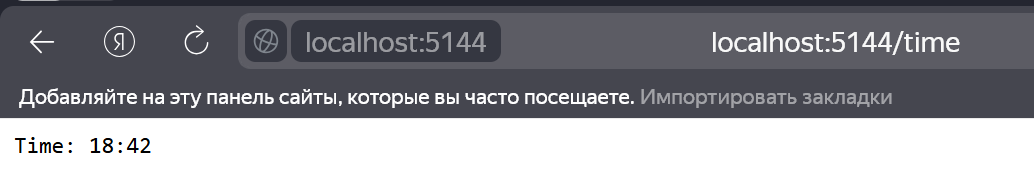 Я localhost:5144 localhost:5144/time
Добавляйте на эту панель сайты, которые вы часто посещаете. Импортировать закладки
Time: 18:42